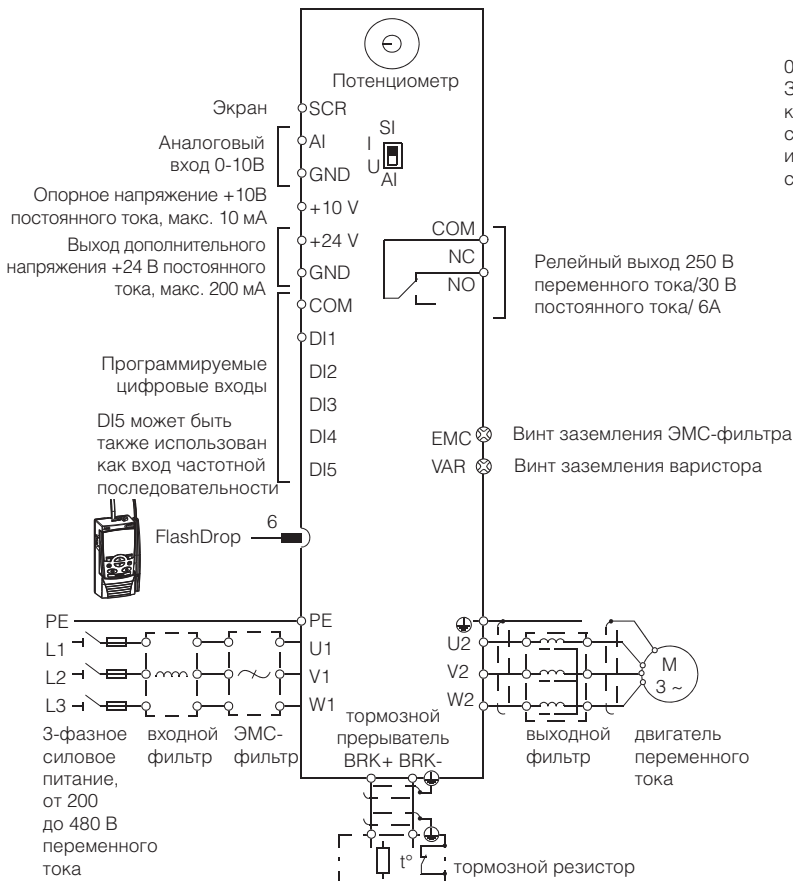 Потенциометр
0
З
к
с
и
с
Экран
SCR
Аналоговый
вход 0-10В
AI
GND
SI
I
U
AI
Опорное напряжение +10В
постоянного тока, макс. 10 мА
+10 V
Выход дополнительного
напряжения +24 В постоянного
тока, макс. 200 мА
+24 V
GND
COM
NC
NO
Релейный выход 250 В
переменного тока/30 В
постоянного тока/ 6А
COM
DI1
DI2
DI3
DI4
DI5
Программируемые
цифровые входы
DI5 может быть
также использован
как вход частотной
последовательности
EMC
Винт заземления ЭМС-фильтра
VAR
Винт заземления варистора
FlashDrop
6
PE
L1
L2
L3
PE
U1
V1
W1
U2
V2
W2
M
3 ~
3-фазное
силовое
питание,
от 200
до 480 В
переменного
тока
входной
фильтр
ЭМС-
фильтр
тормозной
прерыватель
BRK+ BRK-
выходной
фильтр
двигатель
переменного
тока
t°
тормозной резистор